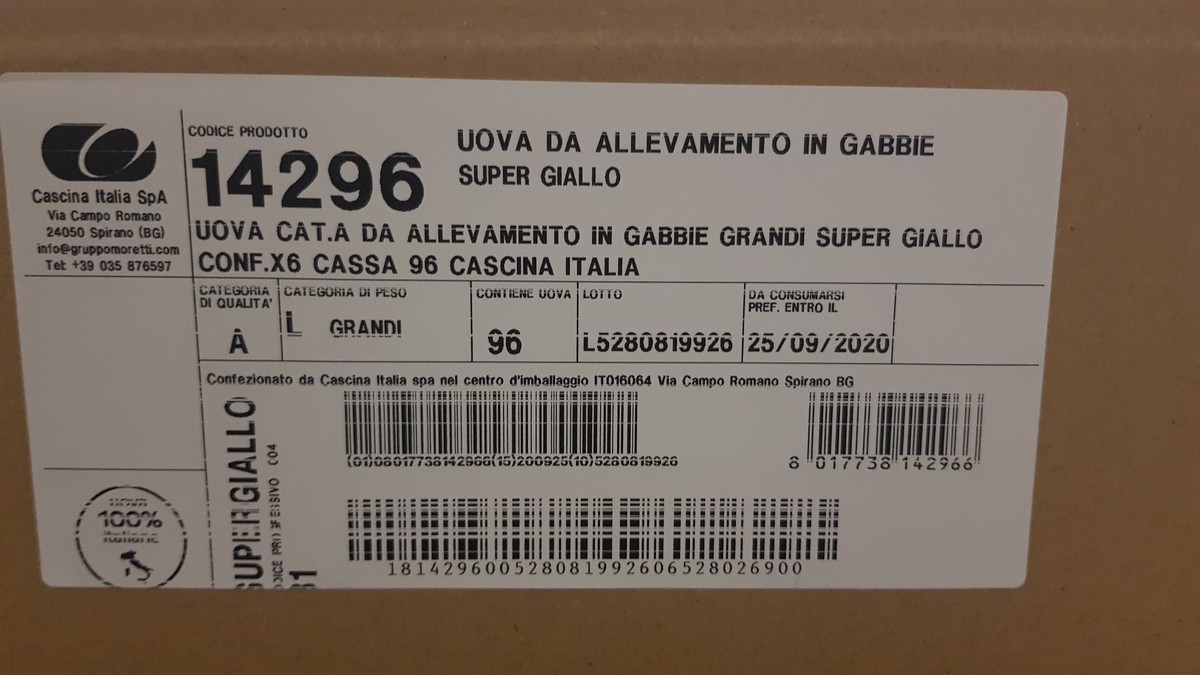 Cascina Italia SpA
Via Campo Romano
24050 Spirano (BG)
info@gruppomoretti.com
Tel: +39 035 876597
CODICE PRODOTTO
14296
UOVA DA ALLEVAMENTO IN GABBIE
SUPER GIALLO
UOVA CAT.A DA ALLEVAMENTO IN GABBIE GRANDI SUPER GIALLO
CONF.X6 CASSA 96 CASCINA ITALIA
CATEGORIA
DI QUALITA'
A
CATEGORIA DI PESO
L GRANDI
CONTIENE UOVA
96
LOTTO
L5280819926
DA CONSUMARSI
PREF. ENTRO IL
25/09/2020
Confezionato da Cascina Italia spa nel centro d'imballaggio IT016064 Via Campo Romano Spirano BG
(01)08017738142966(15)200925(10)5280819926
8 017738 142966
SUPER GIALLO
004
181429600528081992606528026900
100%